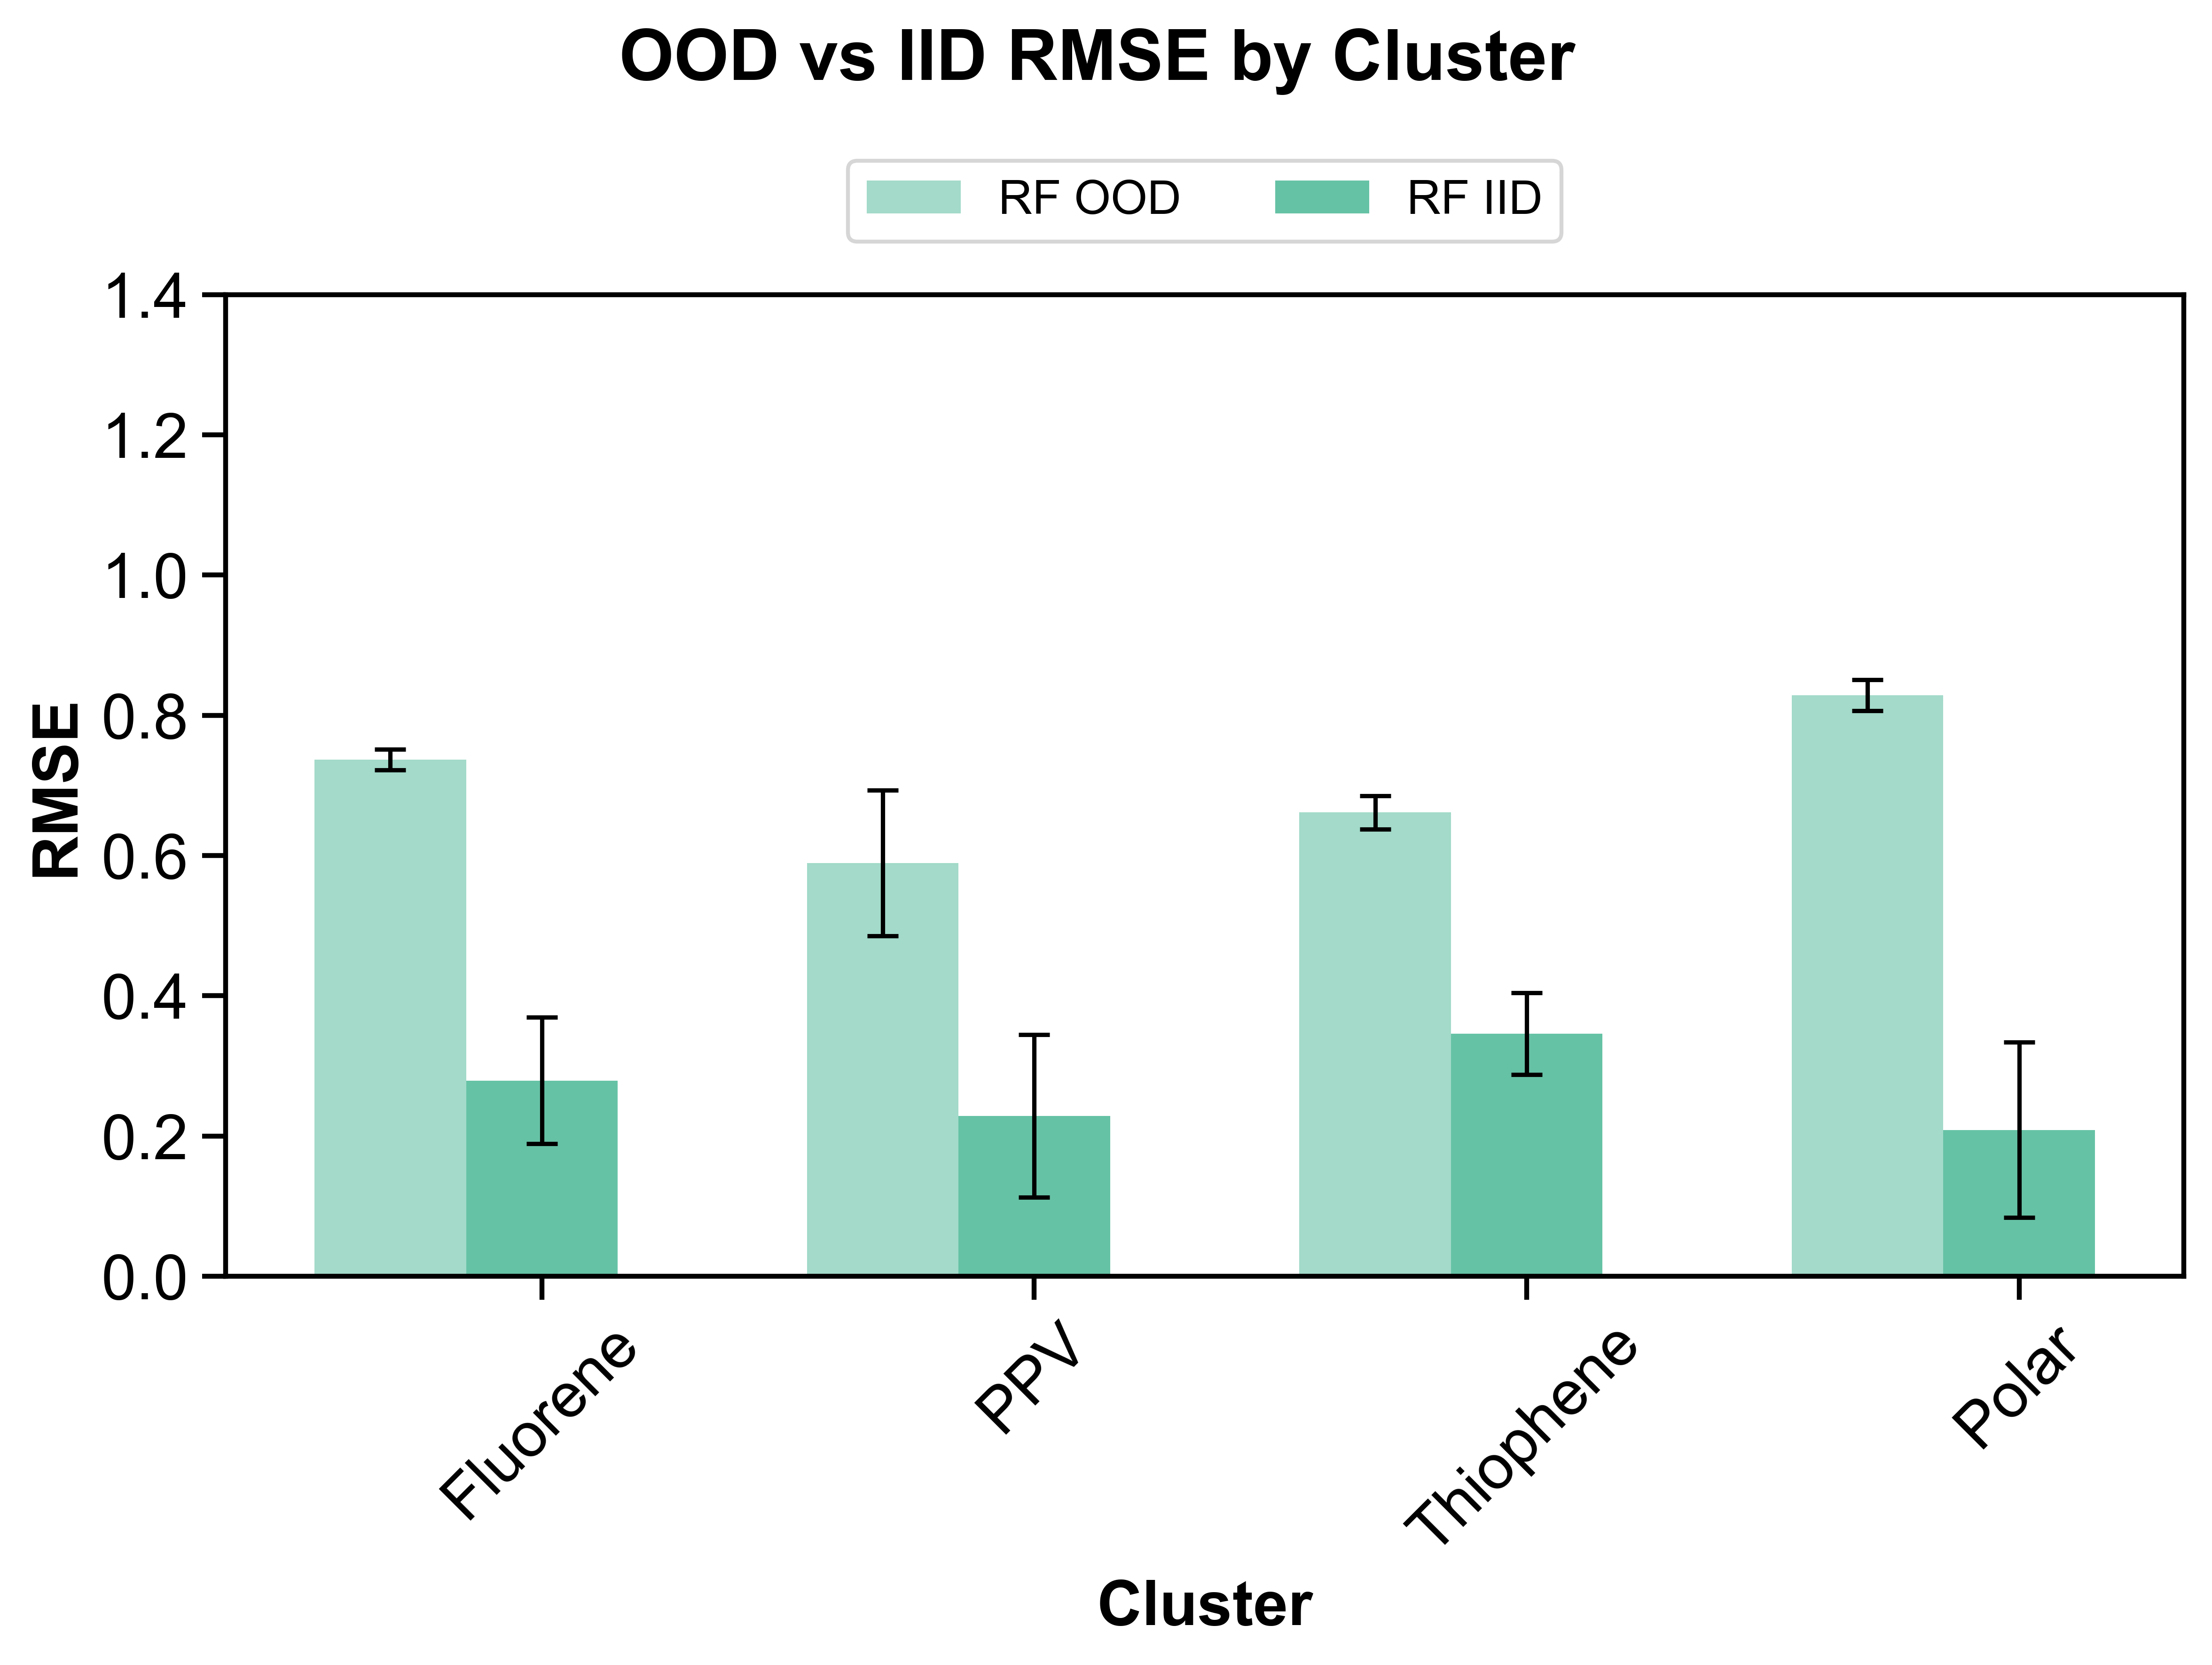 OOD vs IID RMSE by Cluster
RF OOD RF IID
1.4
1.2
1.0
0.8
0.6
0.4
0.2
0.0
RMSE
Fluorene
PPV
Thiophene
Polar
Cluster